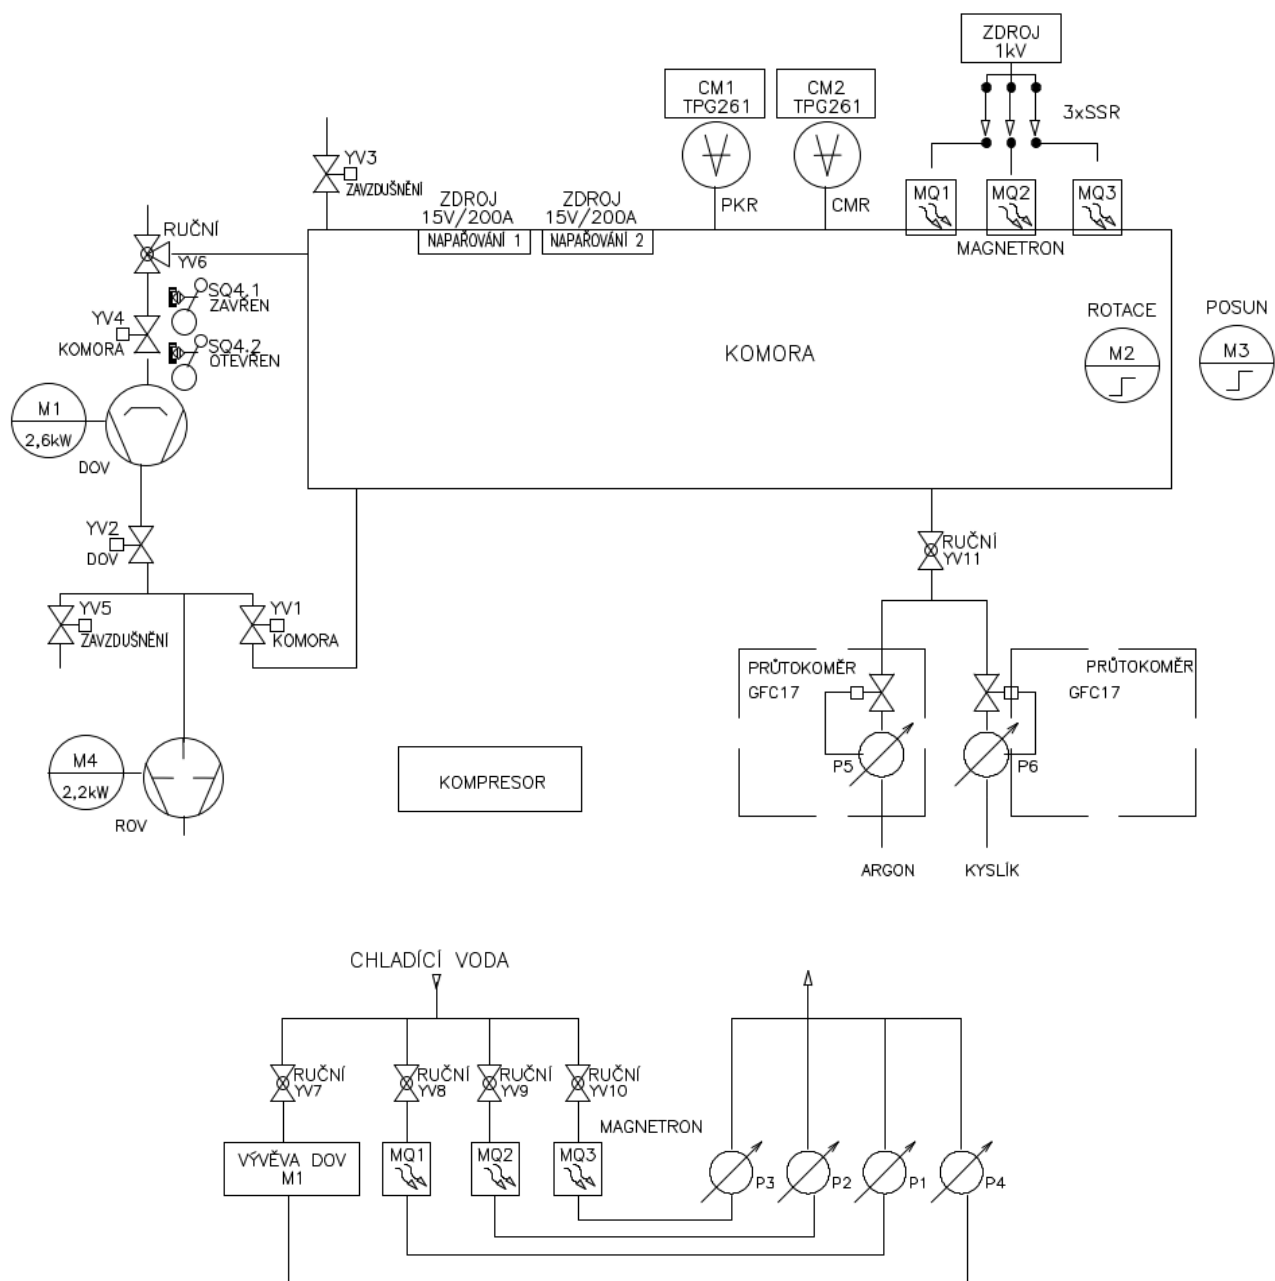 ZDROJ
1kV
CM1
TPG261
CM2
TPG261
3xSSR
YV3
ZAVZDUŠNĚNÍ
ZDROJ
15V/200A
NAPAŘOVÁNÍ 1
ZDROJ
15V/200A
NAPAŘOVÁNÍ 2
PKR
CMR
MQ1
MQ2
MQ3
MAGNETRON
RUČNÍ
YV6
SQ4.1
ZAVŘEN
YV4
KOMORA
SQ4.2
OTEVŘEN
KOMORA
ROTACE
M2
POSUN
M3
M1
2,6kW
DOV
YV2
DOV
RUČNÍ
YV11
YV5
ZAVZDUŠNĚNÍ
YV1
KOMORA
PRŮTOKOMĚR
GFC17
PRŮTOKOMĚR
GFC17
M4
2,2kW
ROV
KOMPRESOR
P5
P6
ARGON
KYSLÍK
CHLADÍCÍ VODA
RUČNÍ
YV7
RUČNÍ
YV8
RUČNÍ
YV9
RUČNÍ
YV10
MAGNETRON
VÝVĚVA DOV
M1
MQ1
MQ2
MQ3
P3
P2
P1
P4